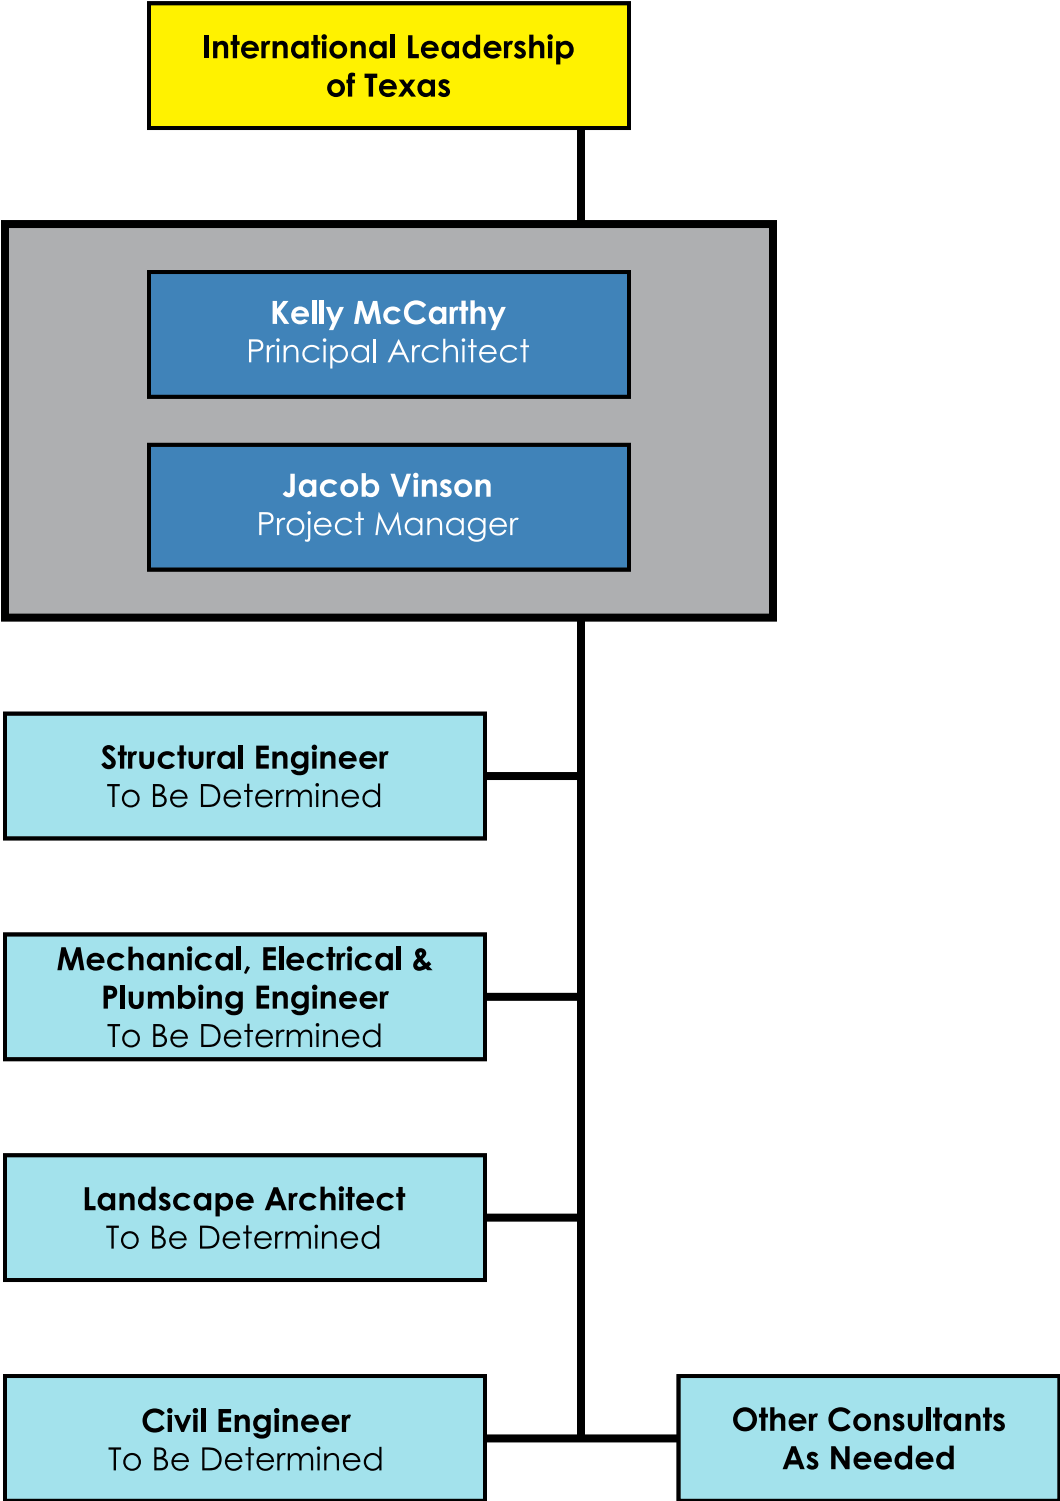 International Leadership
of Texas
Kelly McCarthy
Principal Architect
Jacob Vinson
Project Manager
Structural Engineer
To Be Determined
Mechanical, Electrical &
Plumbing Engineer
To Be Determined
Landscape Architect
To Be Determined
Civil Engineer
To Be Determined
Other Consultants
As Needed